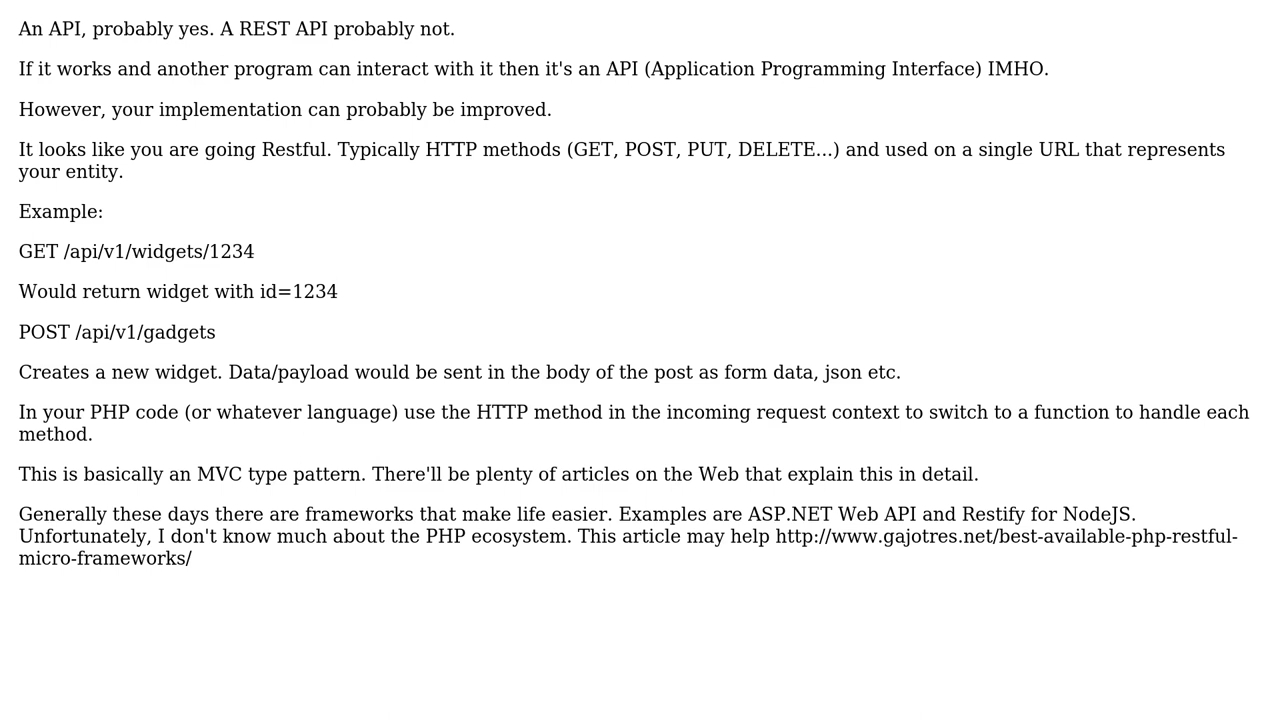 An API, probably yes. A REST API probably not.
If it works and another program can interact with it then it's an API (Application Programming Interface) IMHO.
However, your implementation can probably be improved.
It looks like you are going Restful. Typically HTTP methods (GET, POST, PUT, DELETE...) and used on a single URL that represents
your entity.
Example:
GET /api/v1/widgets/1234
Would return widget with id=1234
POST /api/v1/gadgets
Creates a new widget. Data/payload would be sent in the body of the post as form data, json etc.
In your PHP code (or whatever language) use the HTTP method in the incoming request context to switch to a function to handle each
method.
This is basically an MVC type pattern. There'll be plenty of articles on the Web that explain this in detail.
Generally these days there are frameworks that make life easier. Examples are ASP.NET Web API and Restify for NodeJS.
Unfortunately, I don't know much about the PHP ecosystem. This article may help http://www.gajotres.net/best-available-php-restful-
micro-frameworks/